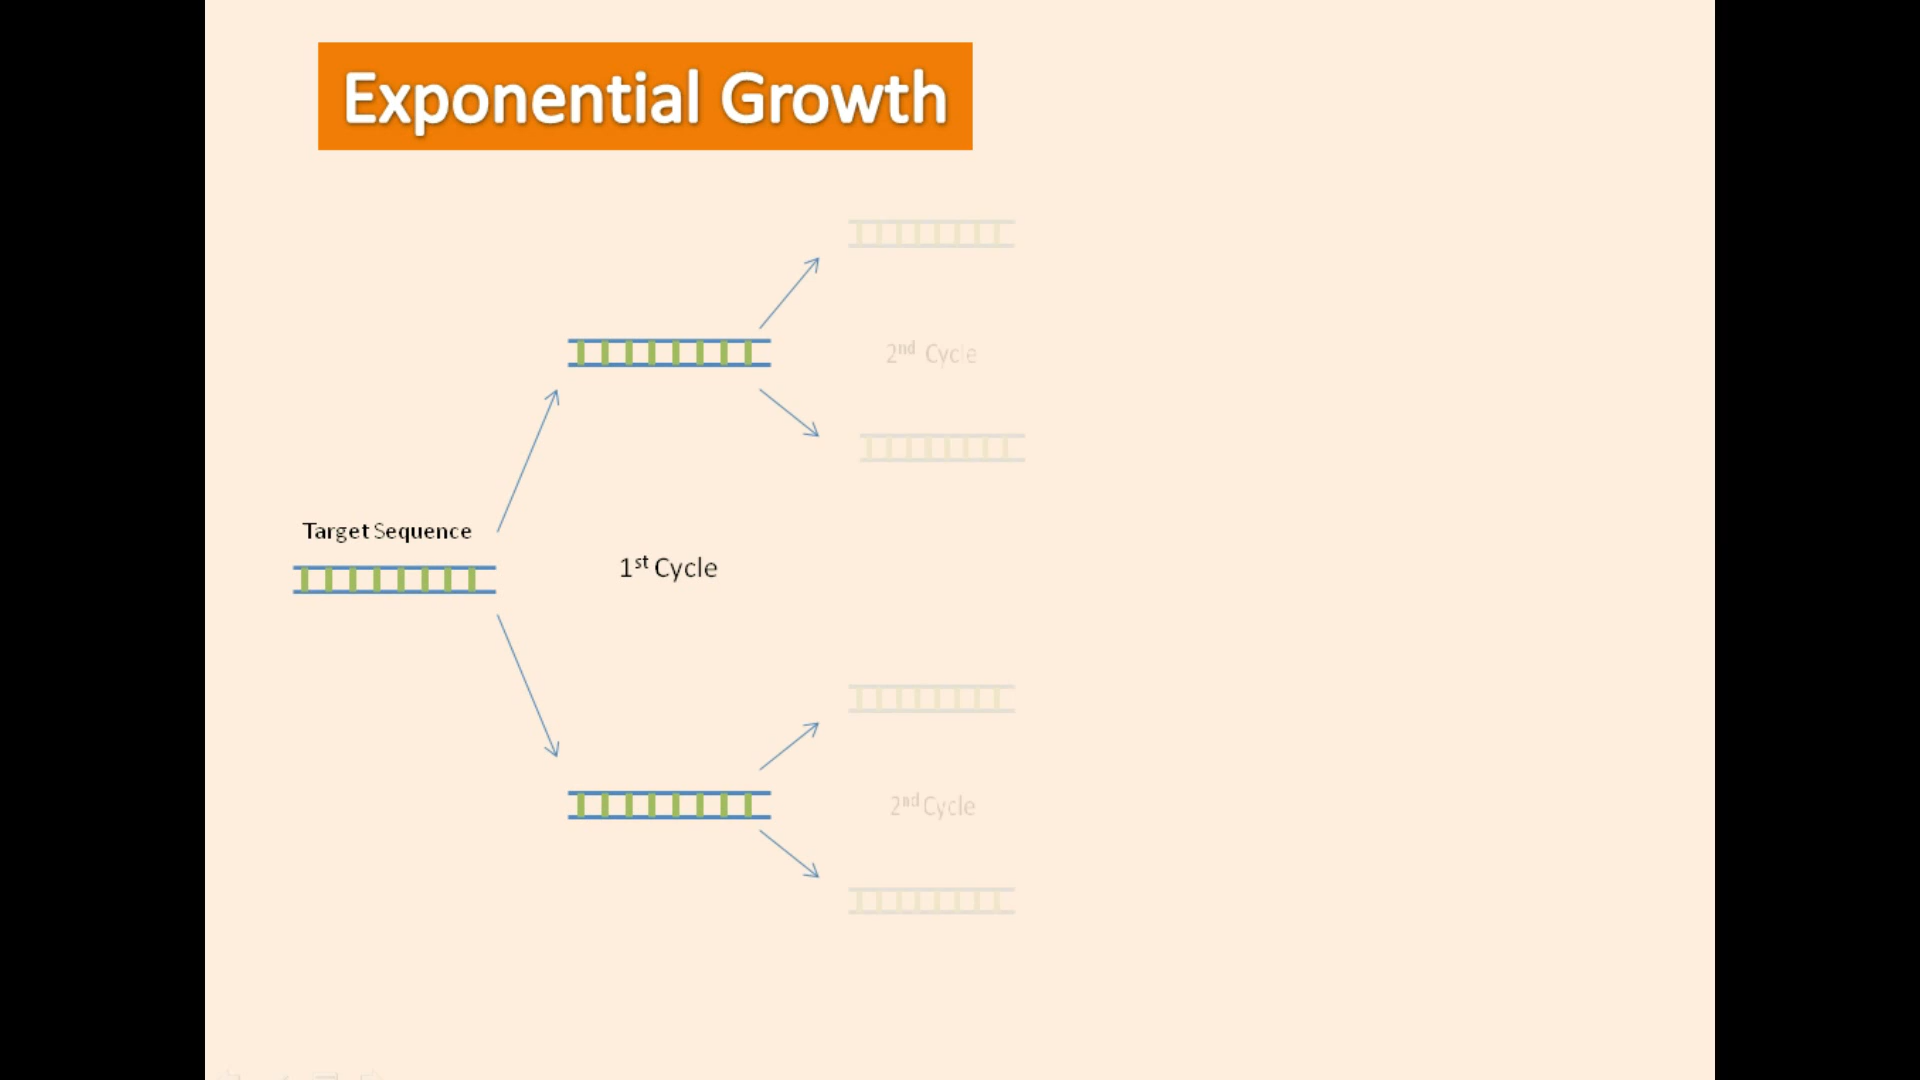 Exponential Growth
2nd Cycle
Target Sequence
1st Cycle
2nd Cycle